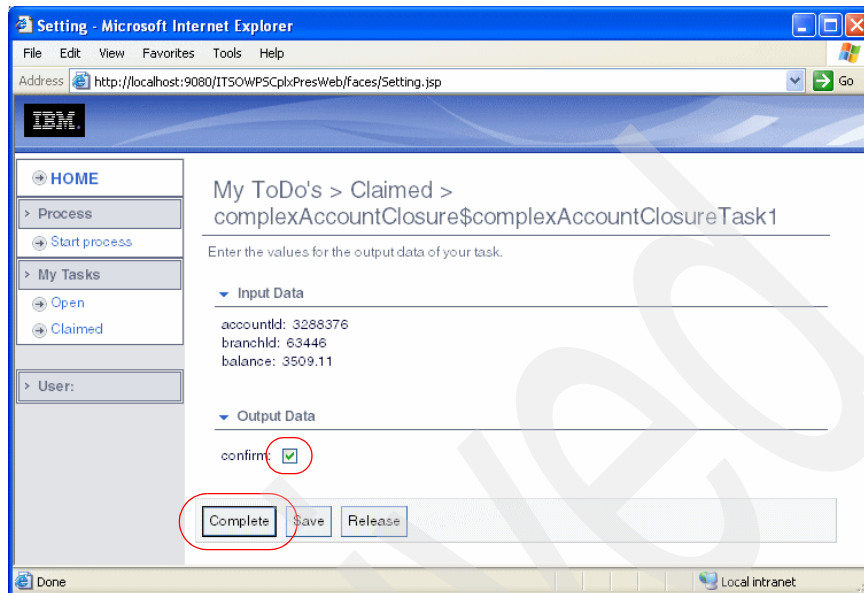 Setting - Microsoft Internet Explorer
File Edit View Favorites Tools Help
Address http://localhost:9080/ITSOWPSCplxPresWeb/faces/Setting.jsp Go
IBM.
HOME
> Process
Start process
> My Tasks
Open
Claimed
> User:
My ToDo's > Claimed >
complexAccountClosure$complexAccountClosureTask1
Enter the values for the output data of your task.
Input Data
accountId: 3288376
branchId: 63446
balance: 3509.11
Output Data
confirm:
Complete Save Release
Done Local intranet